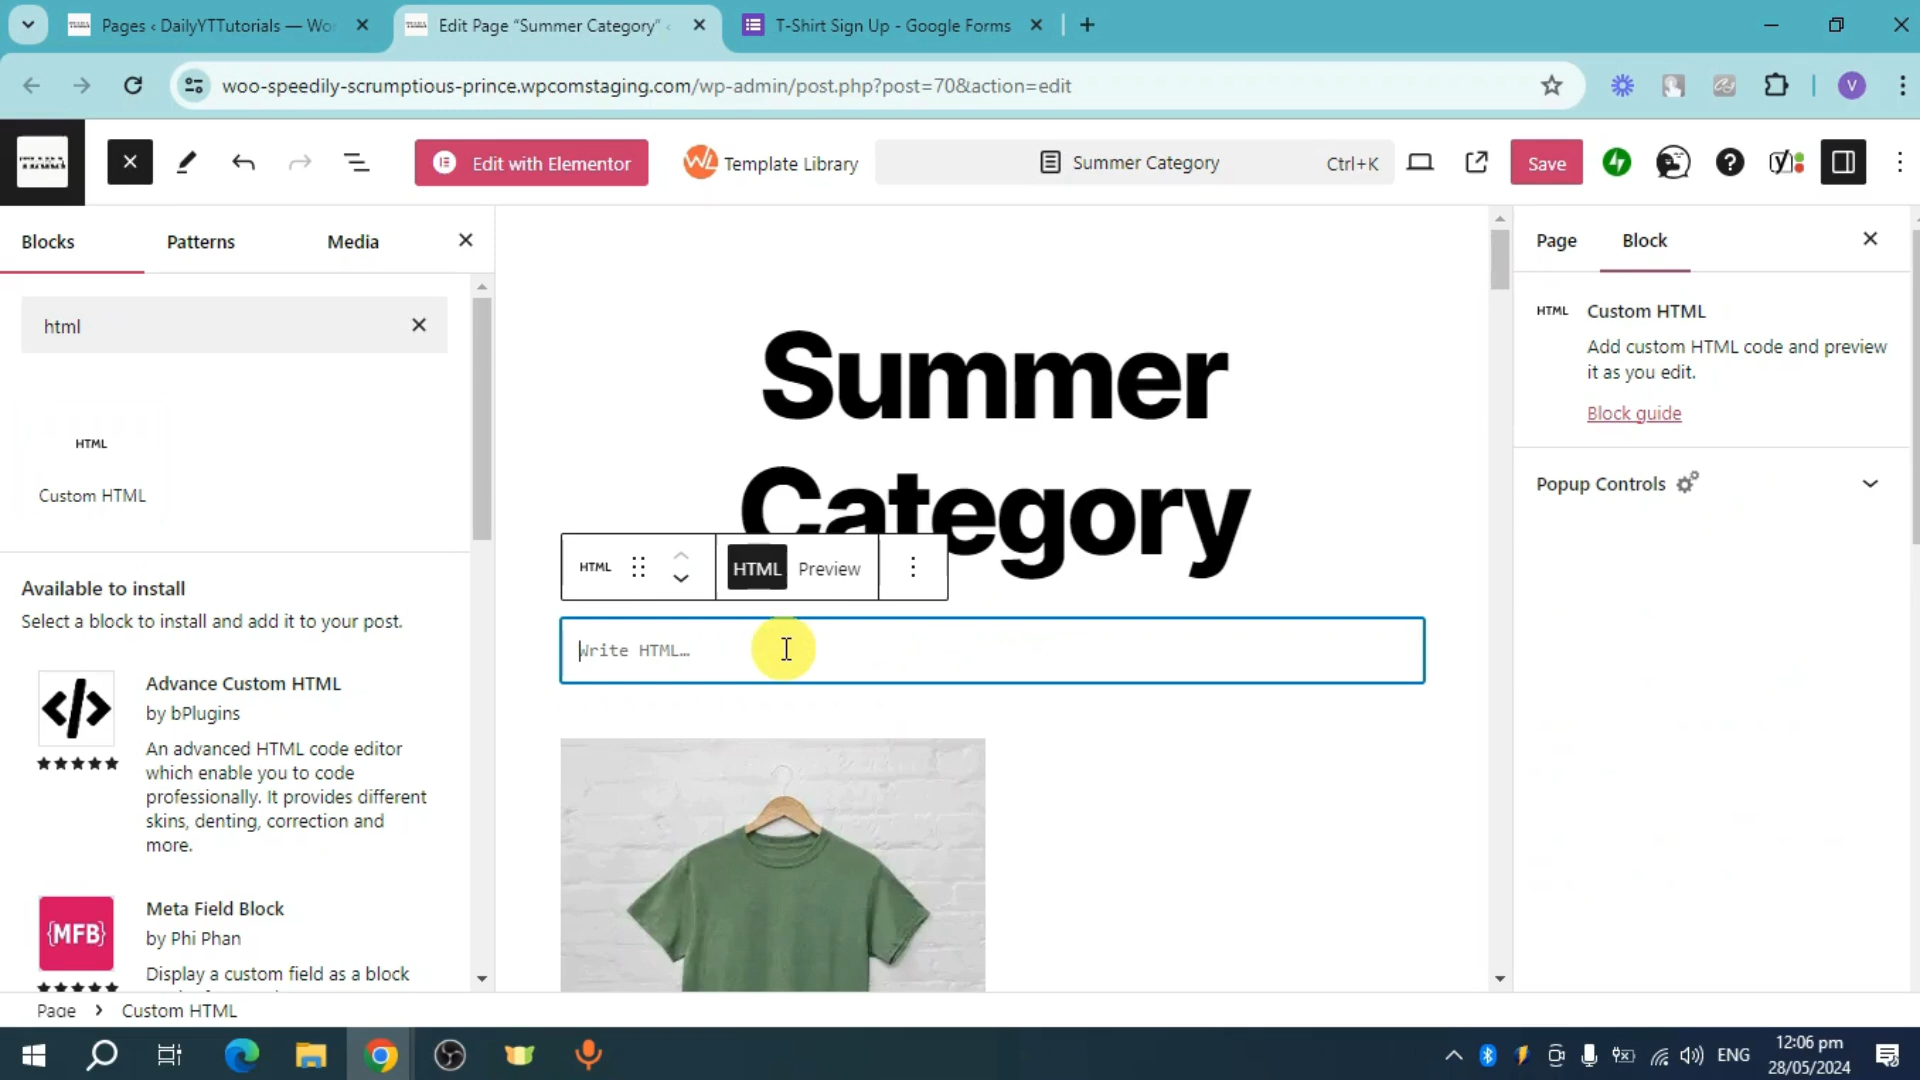 Pages ‹ DailyYTTutorials — Wo
Edit Page “Summer Category” ‹
T-Shirt Sign Up - Google Forms
woo-speedily-scrumptious-prince.wpcomstaging.com/wp-admin/post.php?post=70&action=edit
V
TIARA
Edit with Elementor
WL
Template Library
Summer Category
Ctrl+K
Save
Blocks
Patterns
Media
Page
Block
html
HTML
Custom HTML
Add custom HTML code and preview
it as you edit.
Block guide
Popup Controls
HTML
Custom HTML
Summer
Category
HTML
HTML
Preview
Write HTML…
Available to install
Select a block to install and add it to your post.
Advance Custom HTML
by bPlugins
An advanced HTML code editor
which enable you to code
professionally. It provides different
skins, denting, correction and
more.
{MFB}
Meta Field Block
by Phi Phan
Display a custom field as a block
Page
Custom HTML
ENG
12:06 pm
28/05/2024